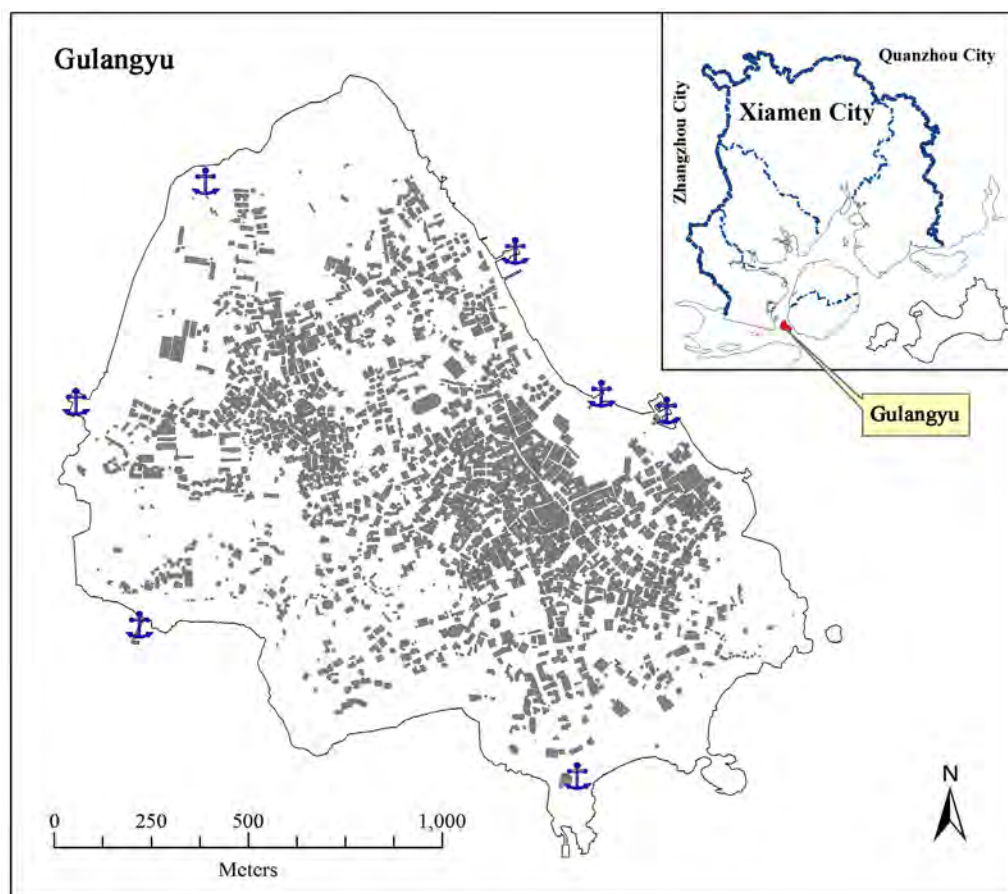 Gulangyu
Quanzhou City
Zhangzhou City
Xiamen City
Gulangyu
N
0 250 500 1,000
Meters